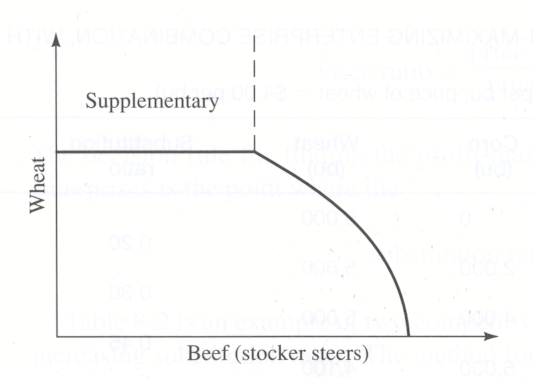 Supplementary
Wheat
Beef (stocker steers)